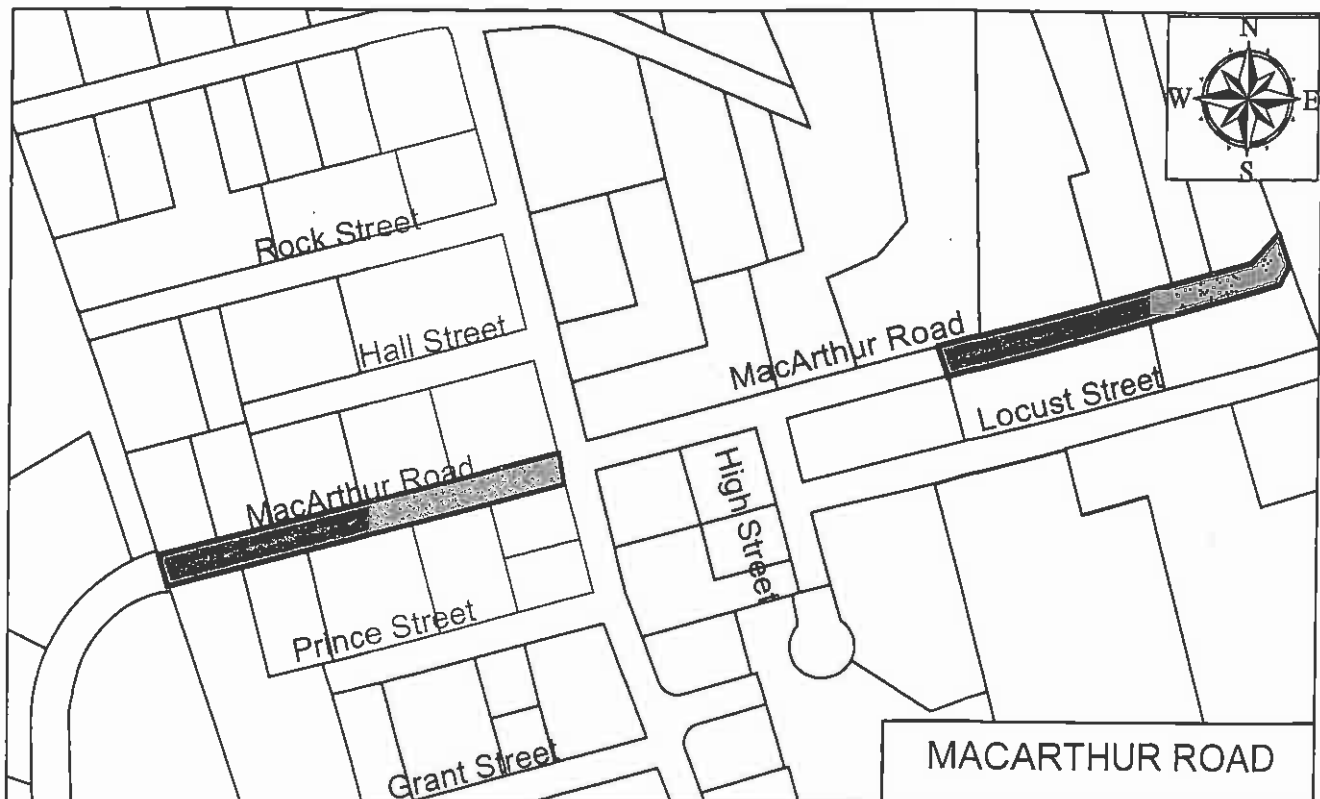 N
W E
S
Rock Street
Hall Street
MacArthur Road
Locust Street
MacArthur Road
High Street
Prince Street
Grant Street
MACARTHUR ROAD